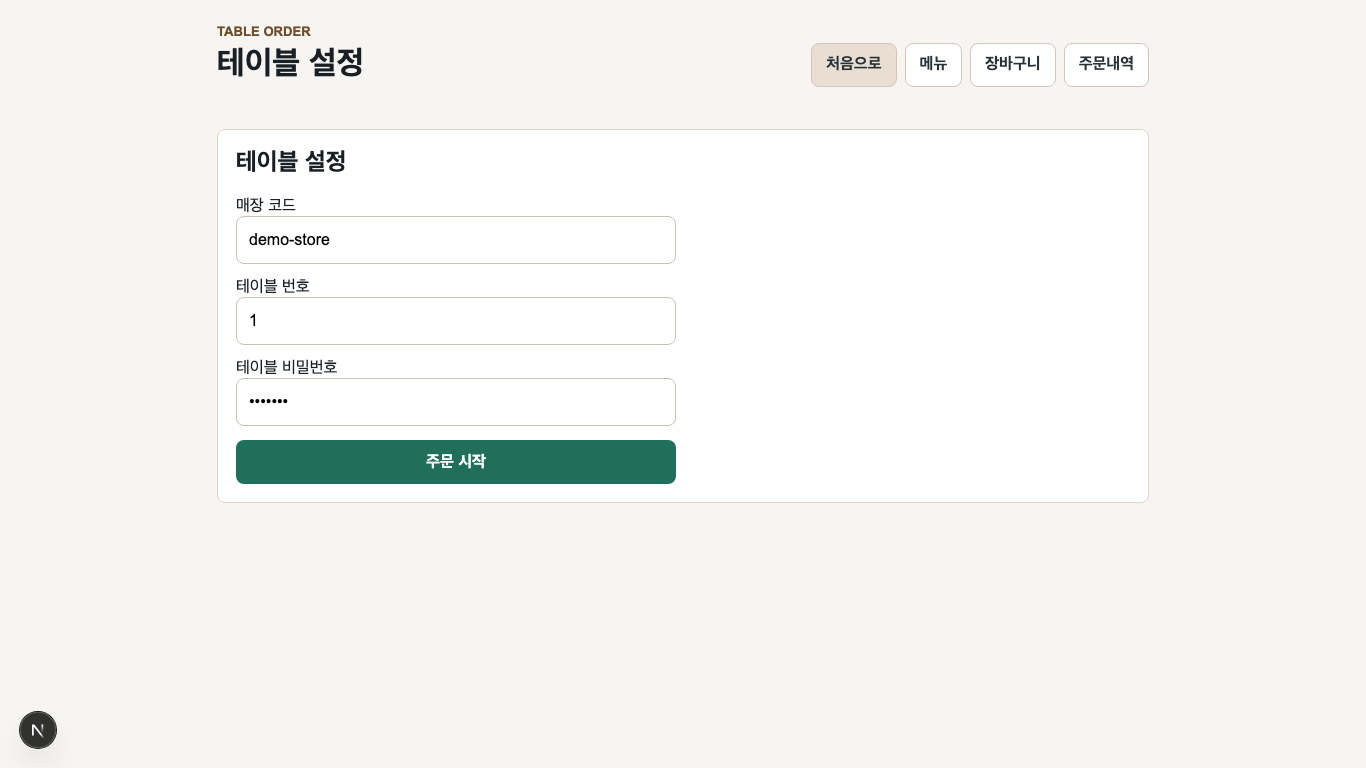 TABLE ORDER
테이블 설정
처음으로
메뉴
장바구니
주문내역
테이블 설정
매장 코드
demo-store
테이블 번호
1
테이블 비밀번호
•••••••
주문 시작
N